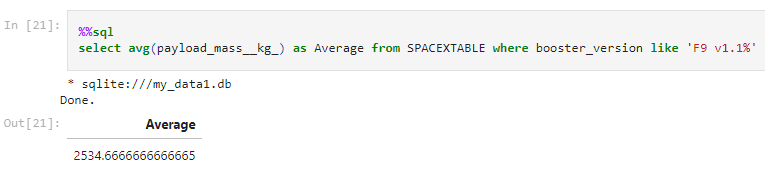 In [21]:
%%sql
select avg(payload_mass__kg_) as Average from SPACEXTABLE where booster_version like 'F9 v1.1%'
* sqlite:///my_data1.db
Done.
Out[21]:
Average
2534.6666666666665